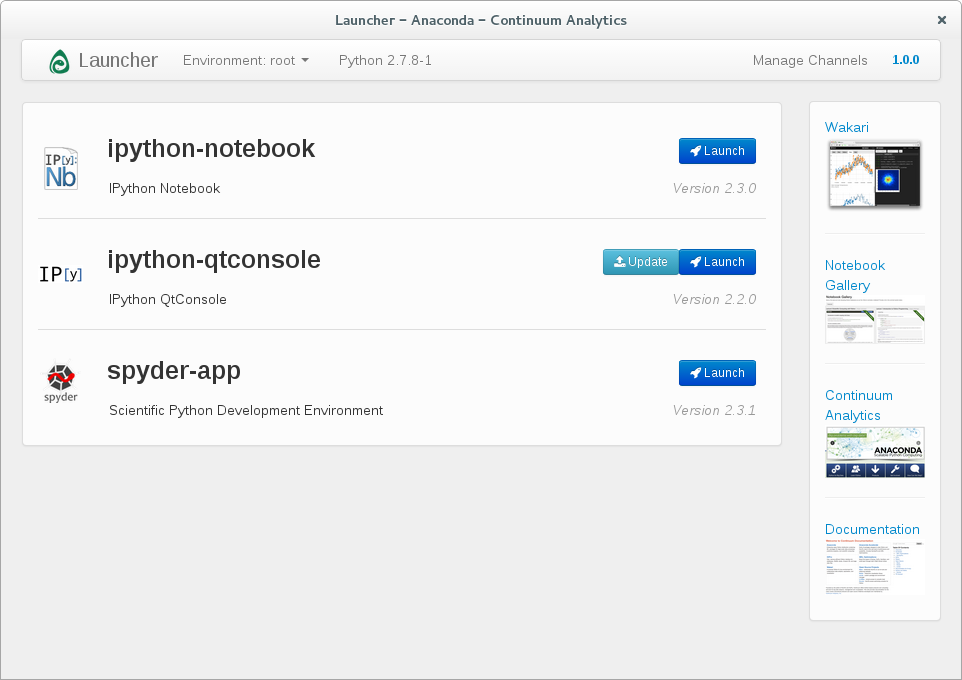 Launcher – Anaconda – Continuum Analytics
Launcher
Environment: root
Python 2.7.8-1
Manage Channels
1.0.0
IP[y]:
Nb
ipython-notebook
Launch
IPython Notebook
Version 2.3.0
IP[y]
ipython-qtconsole
Update
Launch
IPython QtConsole
Version 2.2.0
spyder
spyder-app
Launch
Scientific Python Development Environment
Version 2.3.1
Wakari
Notebook
Gallery
Notebook Gallery
Continuum
Analytics
ANACONDA
Scalable Python Computing
Documentation